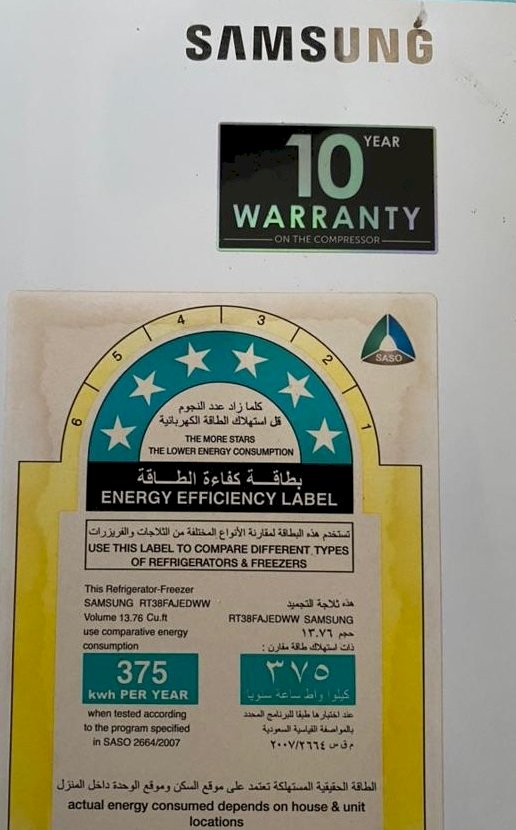 SAMSUNG
10 YEAR
WARRANTY
ON THE COMPRESSOR
SASO
6 5 4 3 2 1
كلما زاد عدد النجوم
قل استهلاك الطاقة الكهربائية
THE MORE STARS
THE LOWER ENERGY CONSUMPTION
بطاقة كفاءة الطاقة
ENERGY EFFICIENCY LABEL
تستخدم هذه البطاقة لمقارنة الأنواع المختلفة من الثلاجات والفريزرات
USE THIS LABEL TO COMPARE DIFFERENT TYPES
OF REFRIGERATORS & FREEZERS
This Refrigerator-Freezer
SAMSUNG RT38FAJEDWW
Volume 13.76 Cu.ft
use comparative energy
consumption
375
kwh PER YEAR
when tested according
to the program specified
in SASO 2664/2007
هذه ثلاجة التجميد
RT38FAJEDWW SAMSUNG
حجم ١٣.٧٦
ذات استهلاك طاقة مقارن :
٣٧٥
كيلوا واط ساعة سنويا
عند اختبارها طبقا للبرنامج المحدد
بالمواصفة القياسية السعودية
م ق س ٢٠٠٧/٢٦٦٤
الطاقة الحقيقية المستهلكة تعتمد على موقع السكن وموقع الوحدة داخل المنزل
actual energy consumed depends on house & unit
locations